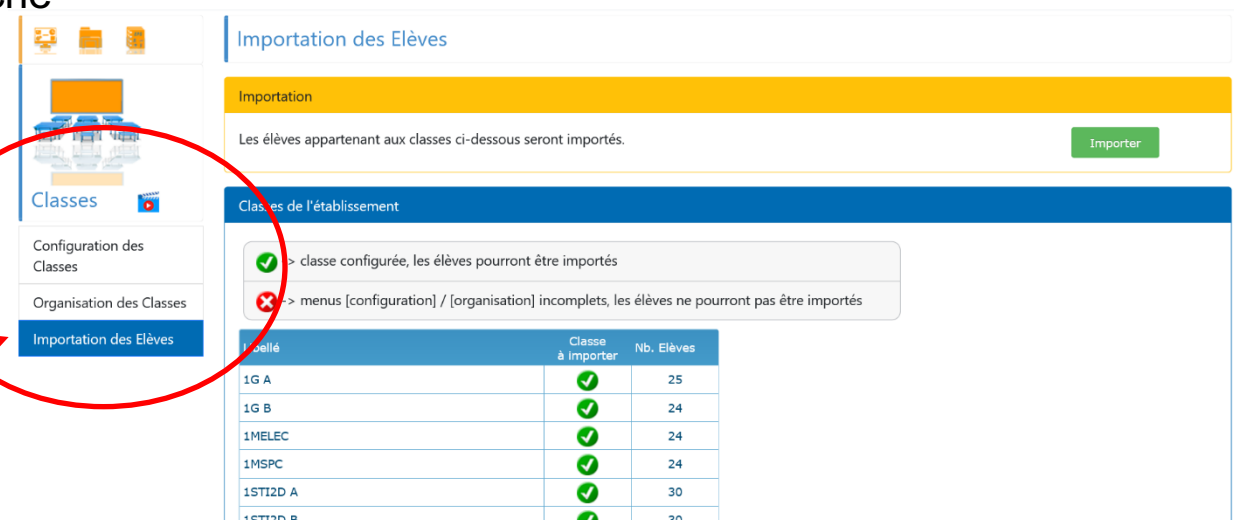 Importation des Elèves
Importation
Les élèves appartenant aux classes ci-dessous seront importés.
Importer
Classes
Configuration des
Classes
Organisation des Classes
Importation des Elèves
Classes de l'établissement
-> classe configurée, les élèves pourront être importés
-> menus [configuration] / [organisation] incomplets, les élèves ne pourront pas être importés
Libellé Classe à importer Nb. Elèves
1G A 25
1G B 24
1MELEC 24
1MSPC 24
1STI2D A 30
1STI2D B 30